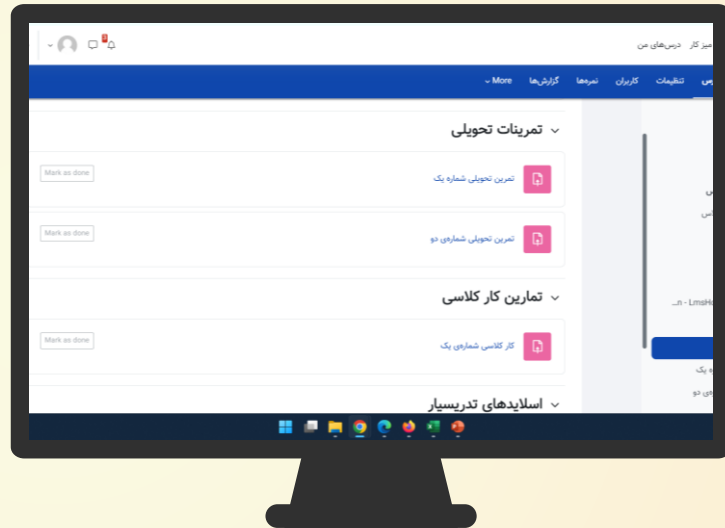 میز کار درس‌های من
تنظیمات کاربران نمره‌ها گزارش‌ها More
تمرینات تحویلی
تمرین تحویلی شماره یک
Mark as done
تمرین تحویلی شماره‌ی دو
Mark as done
تمارین کار کلاسی
کار کلاسی شماره‌ی یک
Mark as done
اسلایدهای تدریسیار